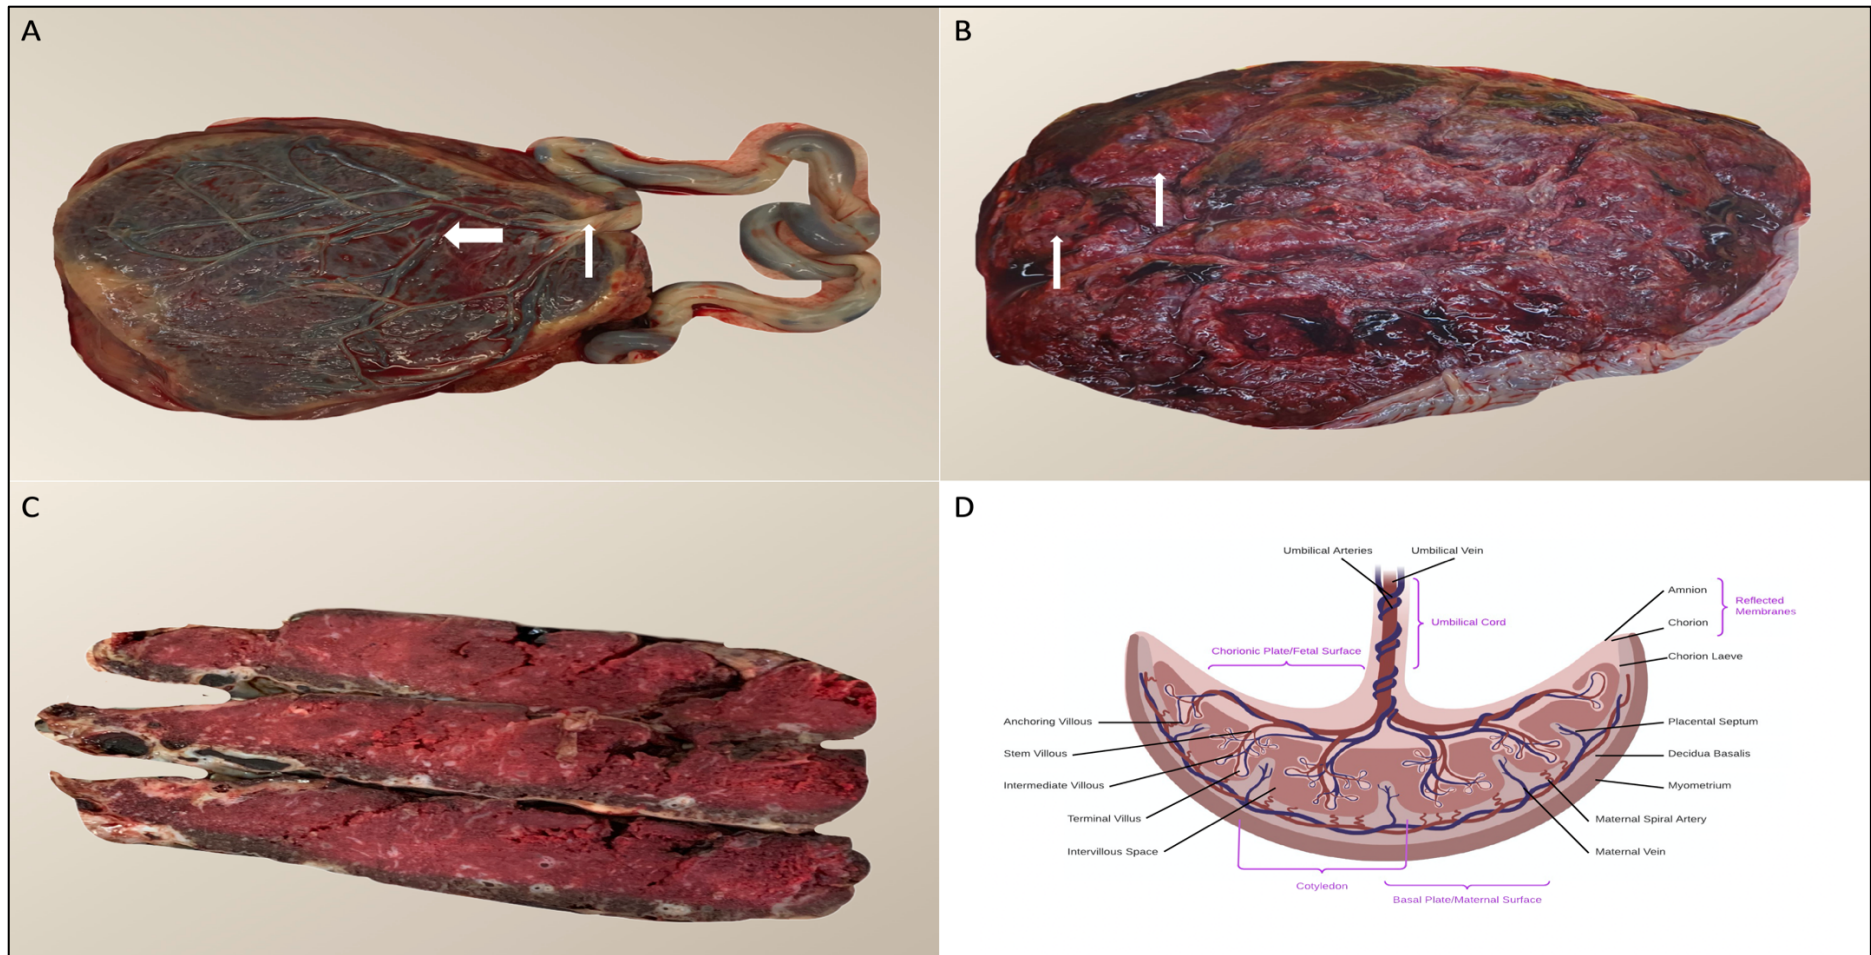 A
B
C
D
Umbilical Arteries
Umbilical Vein
Amnion
Reflected
Membranes
Chorion
Umbilical Cord
Chorionic Plate/Fetal Surface
Chorion Laeve
Anchoring Villous
Placental Septum
Stem Villous
Decidua Basalis
Intermediate Villous
Myometrium
Terminal Villus
Maternal Spiral Artery
Intervillous Space
Maternal Vein
Cotyledon
Basal Plate/Maternal Surface